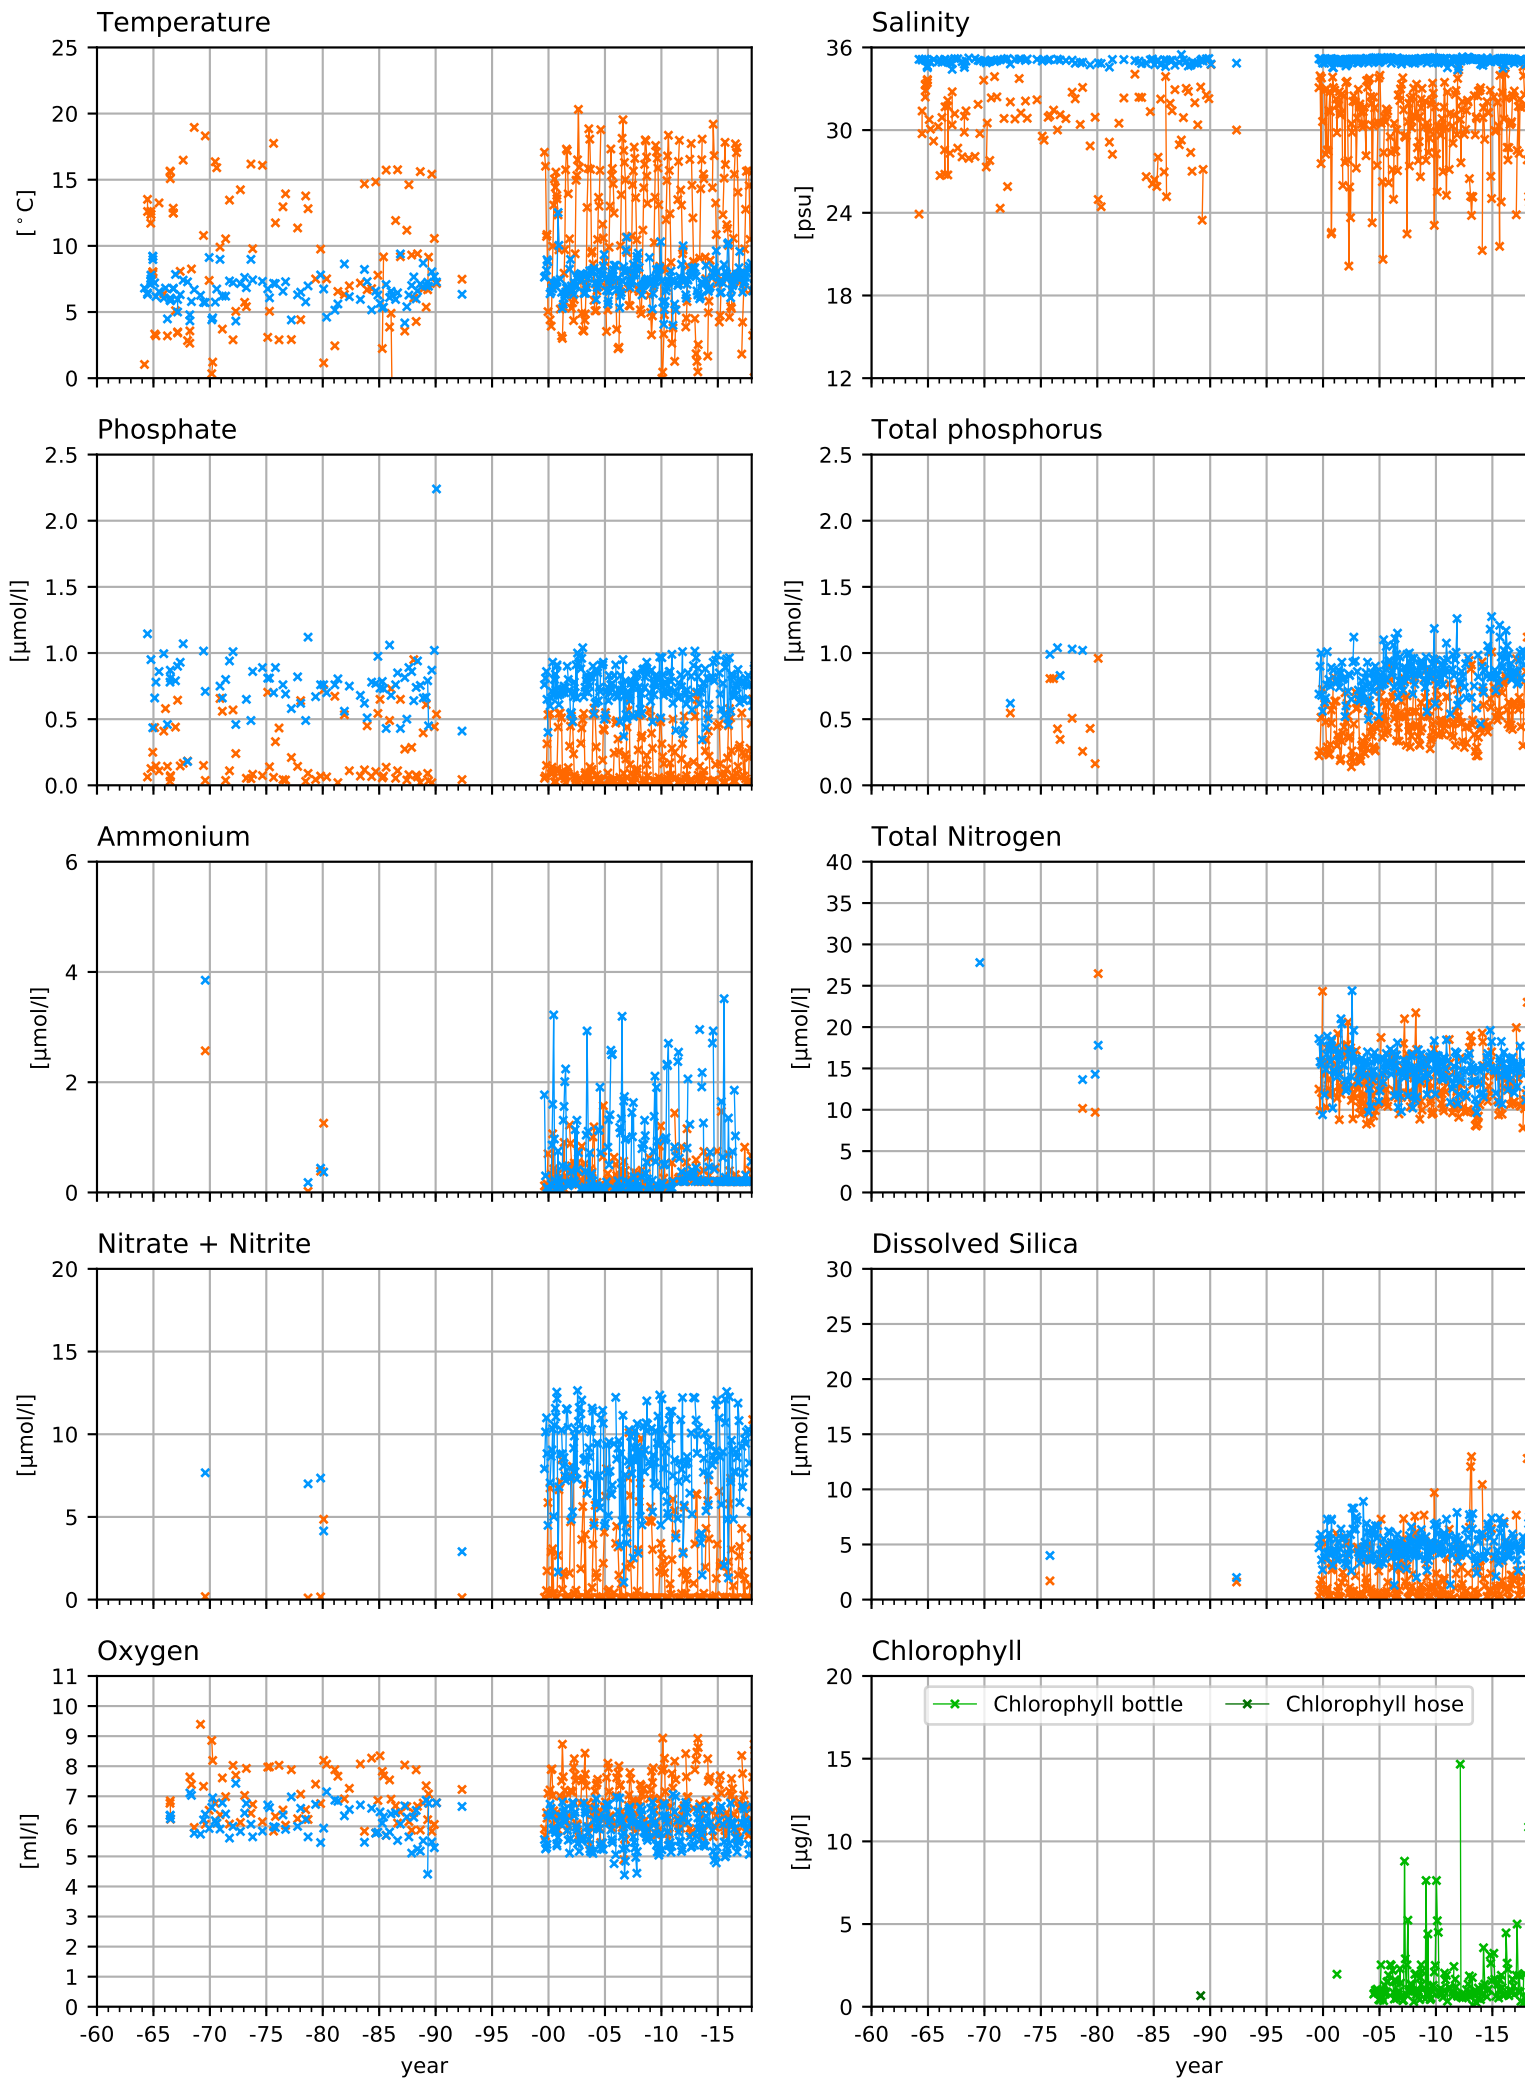 Temperature
Salinity
25
20
15
10
5
0
[°C]
36
30
24
18
12
[psu]
Phosphate
Total phosphorus
2.5
2.0
1.5
1.0
0.5
0.0
[µmol/l]
2.5
2.0
1.5
1.0
0.5
0.0
[µmol/l]
Ammonium
Total Nitrogen
6
4
2
0
[µmol/l]
40
35
30
25
20
15
10
5
0
[µmol/l]
Nitrate + Nitrite
Dissolved Silica
20
15
10
5
0
[µmol/l]
30
25
20
15
10
5
0
[µmol/l]
Oxygen
Chlorophyll
11
10
9
8
7
6
5
4
3
2
1
0
[ml/l]
-60 -65 -70 -75 -80 -85 -90 -95 -00 -05 -10 -15
year
20
15
10
5
0
[µg/l]
Chlorophyll bottle Chlorophyll hose
-60 -65 -70 -75 -80 -85 -90 -95 -00 -05 -10 -15
year